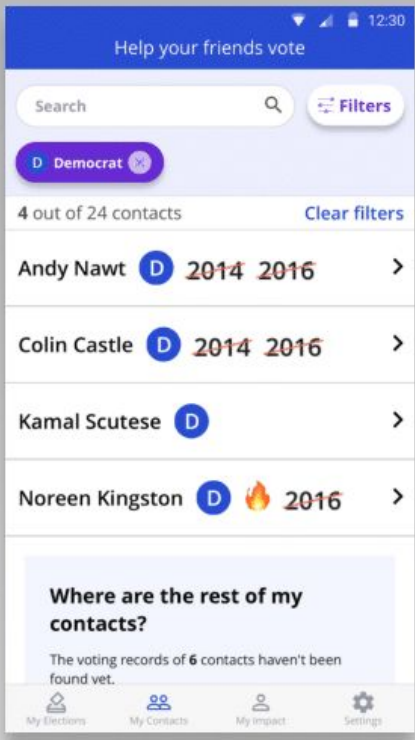 12:30
Help your friends vote
Search
Filters
D Democrat
4 out of 24 contacts Clear filters
Andy Nawt D 2014 2016
Colin Castle D 2014 2016
Kamal Scutese D
Noreen Kingston D 2016
Where are the rest of my
contacts?
The voting records of 6 contacts haven't been
found yet.
My Elections My Contacts My Impact Settings